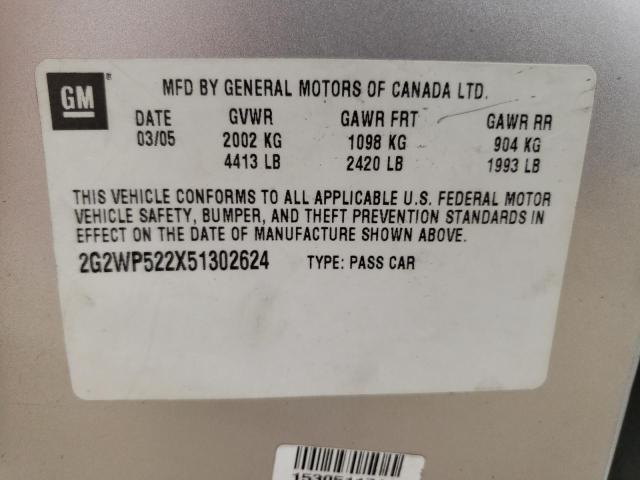 GM
MFD BY GENERAL MOTORS OF CANADA LTD.
DATE GVWR GAWR FRT GAWR RR
03/05 2002 KG 1098 KG 904 KG
4413 LB 2420 LB 1993 LB
THIS VEHICLE CONFORMS TO ALL APPLICABLE U.S. FEDERAL MOTOR
VEHICLE SAFETY, BUMPER, AND THEFT PREVENTION STANDARDS IN
EFFECT ON THE DATE OF MANUFACTURE SHOWN ABOVE.
2G2WP522X51302624 TYPE: PASS CAR